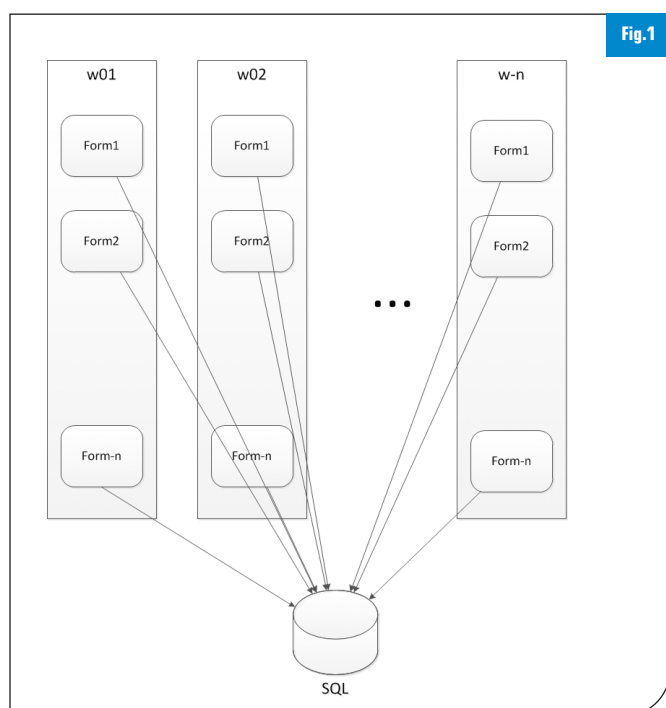 Fig.1
w01 w02 w-n
Form1 Form1 Form1
Form2 Form2 Form2
...
Form-n Form-n Form-n
SQL